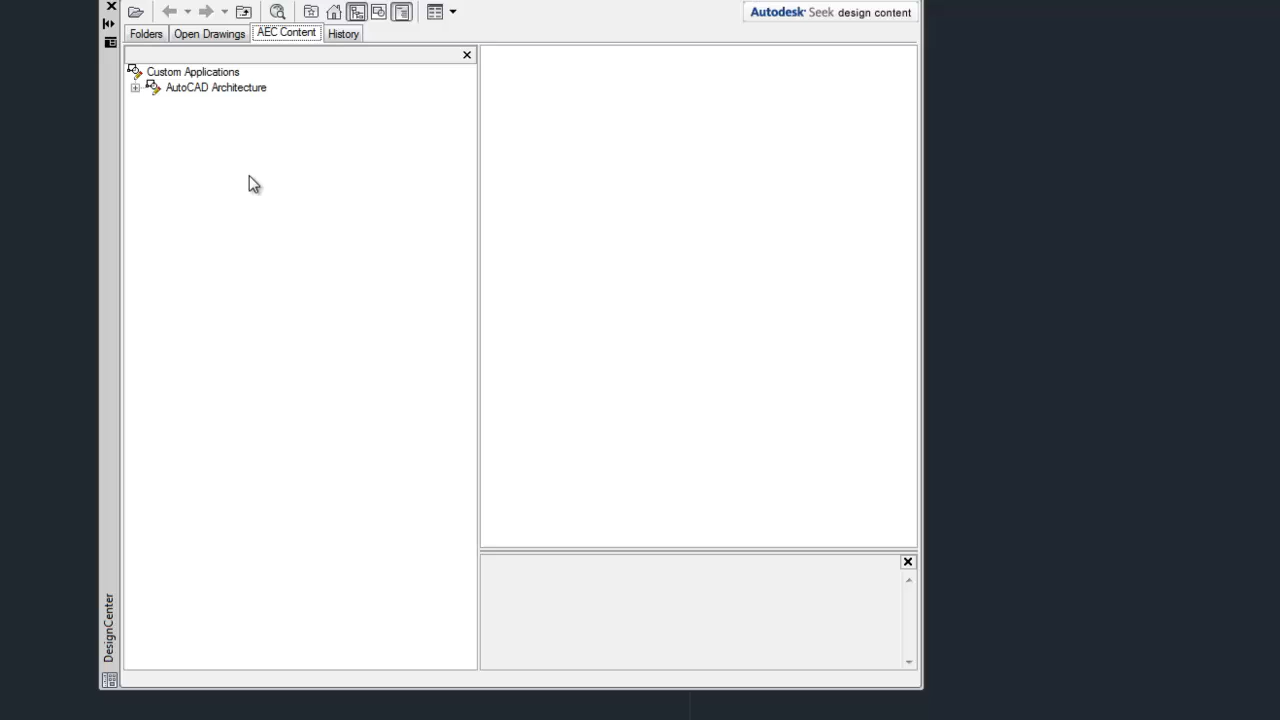 Autodesk Seek design content
Folders Open Drawings AEC Content History
Custom Applications
AutoCAD Architecture
DesignCenter